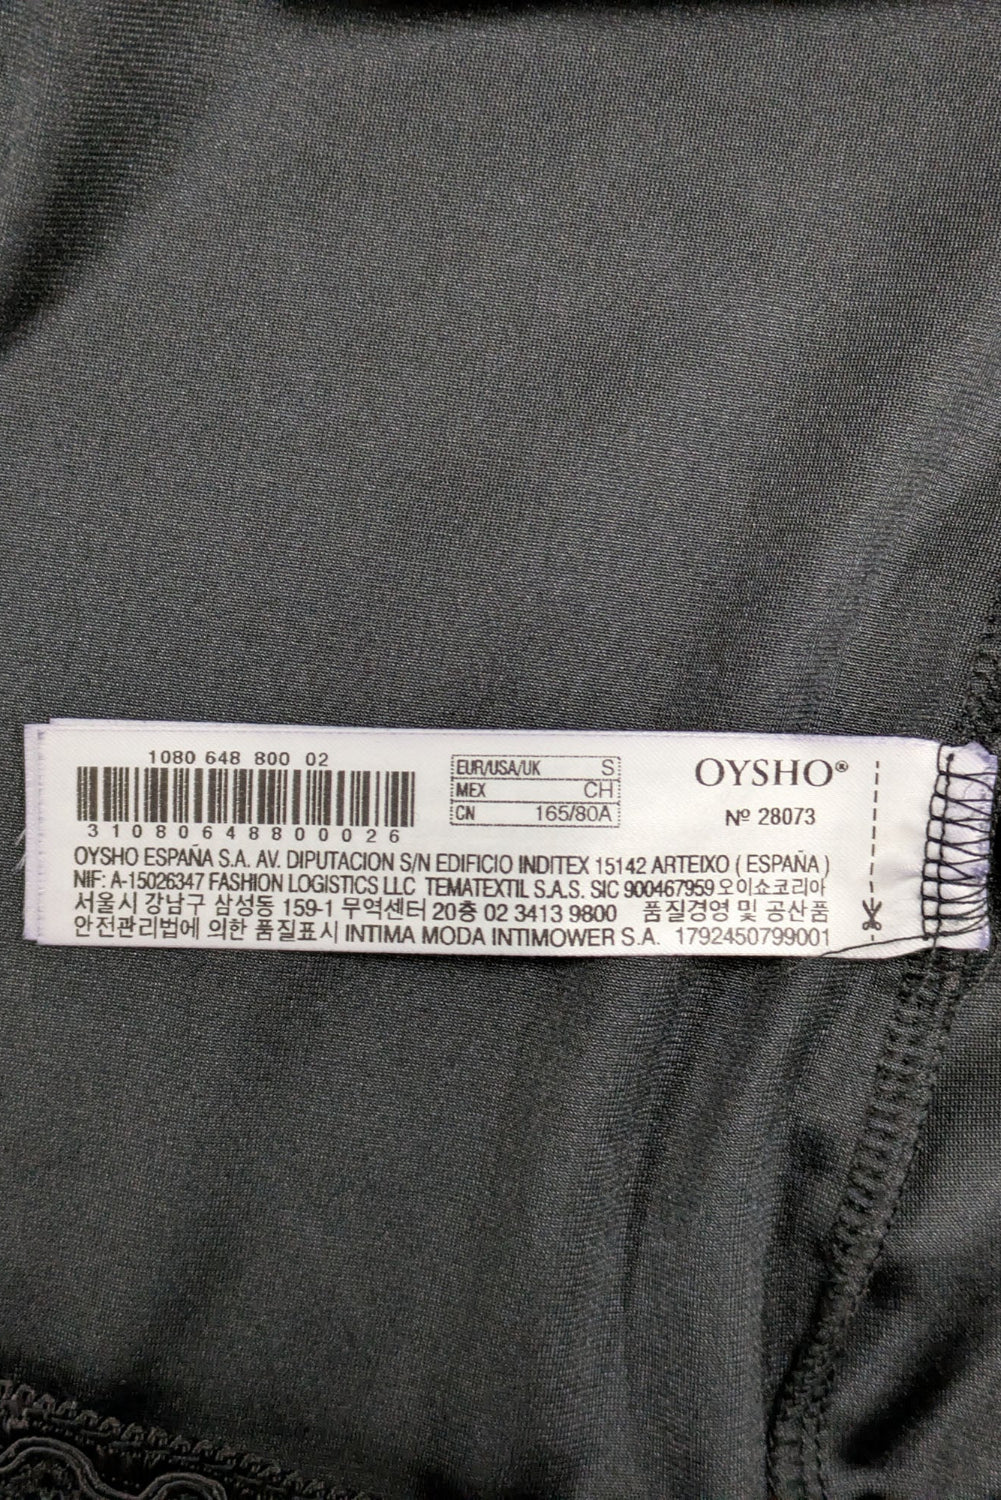 1080 648 800 02
3108064880002 6
EUR/USA/UK S
MEX CH
CN 165/80A
OYSHO®
Nº 28073
OYSHO ESPAÑA S.A. AV. DIPUTACION S/N EDIFICIO INDITEX 15142 ARTEIXO ( ESPAÑA )
NIF: A-15026347 FASHION LOGISTICS LLC TEMATEXTIL S.A.S. SIC 900467959 오이쇼코리아
서울시 강남구 삼성동 159-1 무역센터 20층 02 3413 9800 품질경영 및 공산품
안전관리법에 의한 품질표시 INTIMA MODA INTIMOWER S.A. 1792450799001